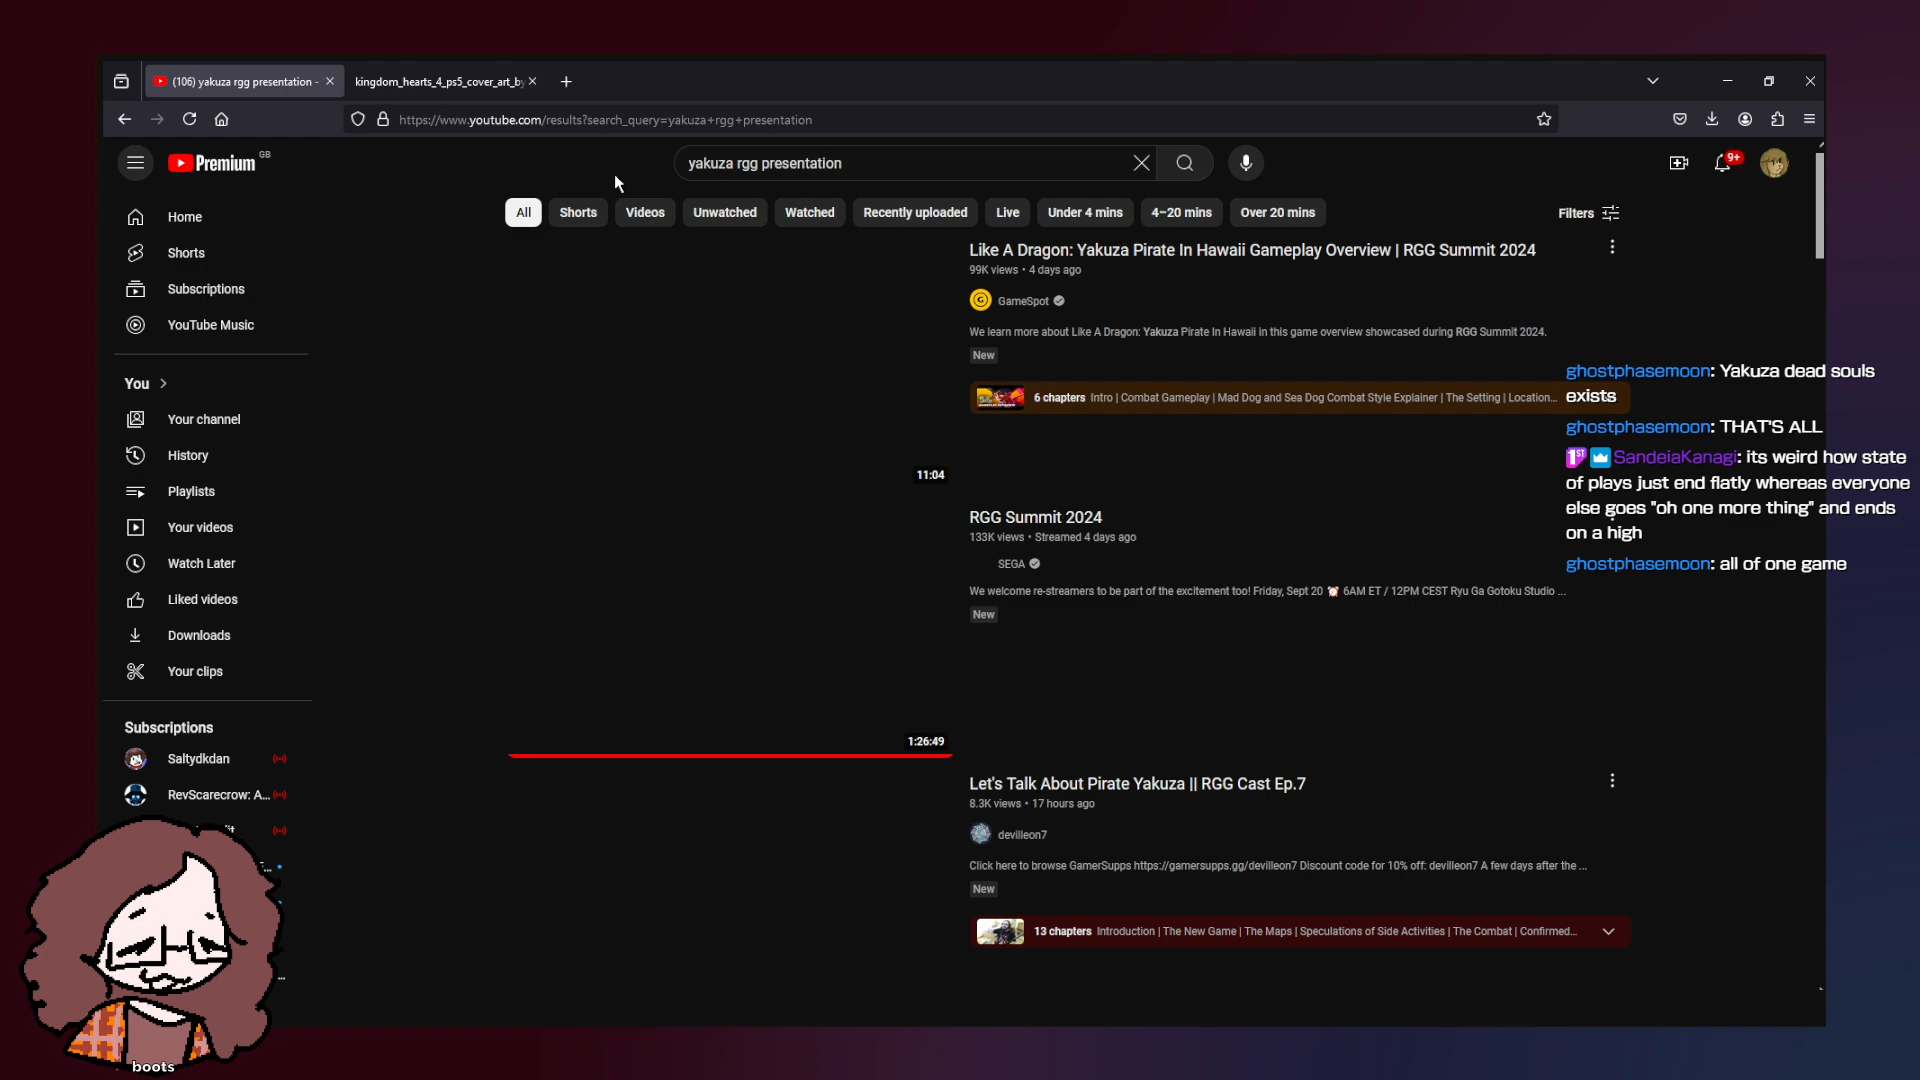 (106) yakuza rgg presentation -
kingdom_hearts_4_ps5_cover_art_by
https://www.youtube.com/results?search_query=yakuza+rgg+presentation
Premium GB
yakuza rgg presentation
9+
Home
Shorts
Subscriptions
YouTube Music
You
Your channel
History
Playlists
Your videos
Watch Later
Liked videos
Downloads
Your clips
Subscriptions
Saltydkdan
RevScarecrow: A...
All
Shorts
Videos
Unwatched
Watched
Recently uploaded
Live
Under 4 mins
4–20 mins
Over 20 mins
Filters
Like A Dragon: Yakuza Pirate In Hawaii Gameplay Overview | RGG Summit 2024
99K views • 4 days ago
GameSpot
We learn more about Like A Dragon: Yakuza Pirate In Hawaii in this game overview showcased during RGG Summit 2024.
New
6 chapters Intro | Combat Gameplay | Mad Dog and Sea Dog Combat Style Explainer | The Setting | Location...
11:04
RGG Summit 2024
133K views • Streamed 4 days ago
SEGA
We welcome re-streamers to be part of the excitement too! Friday, Sept 20 ⏰ 6AM ET / 12PM CEST Ryu Ga Gotoku Studio ...
New
1:26:49
Let's Talk About Pirate Yakuza || RGG Cast Ep.7
8.3K views • 17 hours ago
devilleon7
Click here to browse GamerSupps https://gamersupps.gg/devilleon7 Discount code for 10% off: devilleon7 A few days after the ...
New
13 chapters Introduction | The New Game | The Maps | Speculations of Side Activities | The Combat | Confirmed...
ghostphasemoon: Yakuza dead souls
exists
ghostphasemoon: THAT'S ALL
1ST SandeiaKanagi: its weird how state
of plays just end flatly whereas everyone
else goes "oh one more thing" and ends
on a high
ghostphasemoon: all of one game
boots